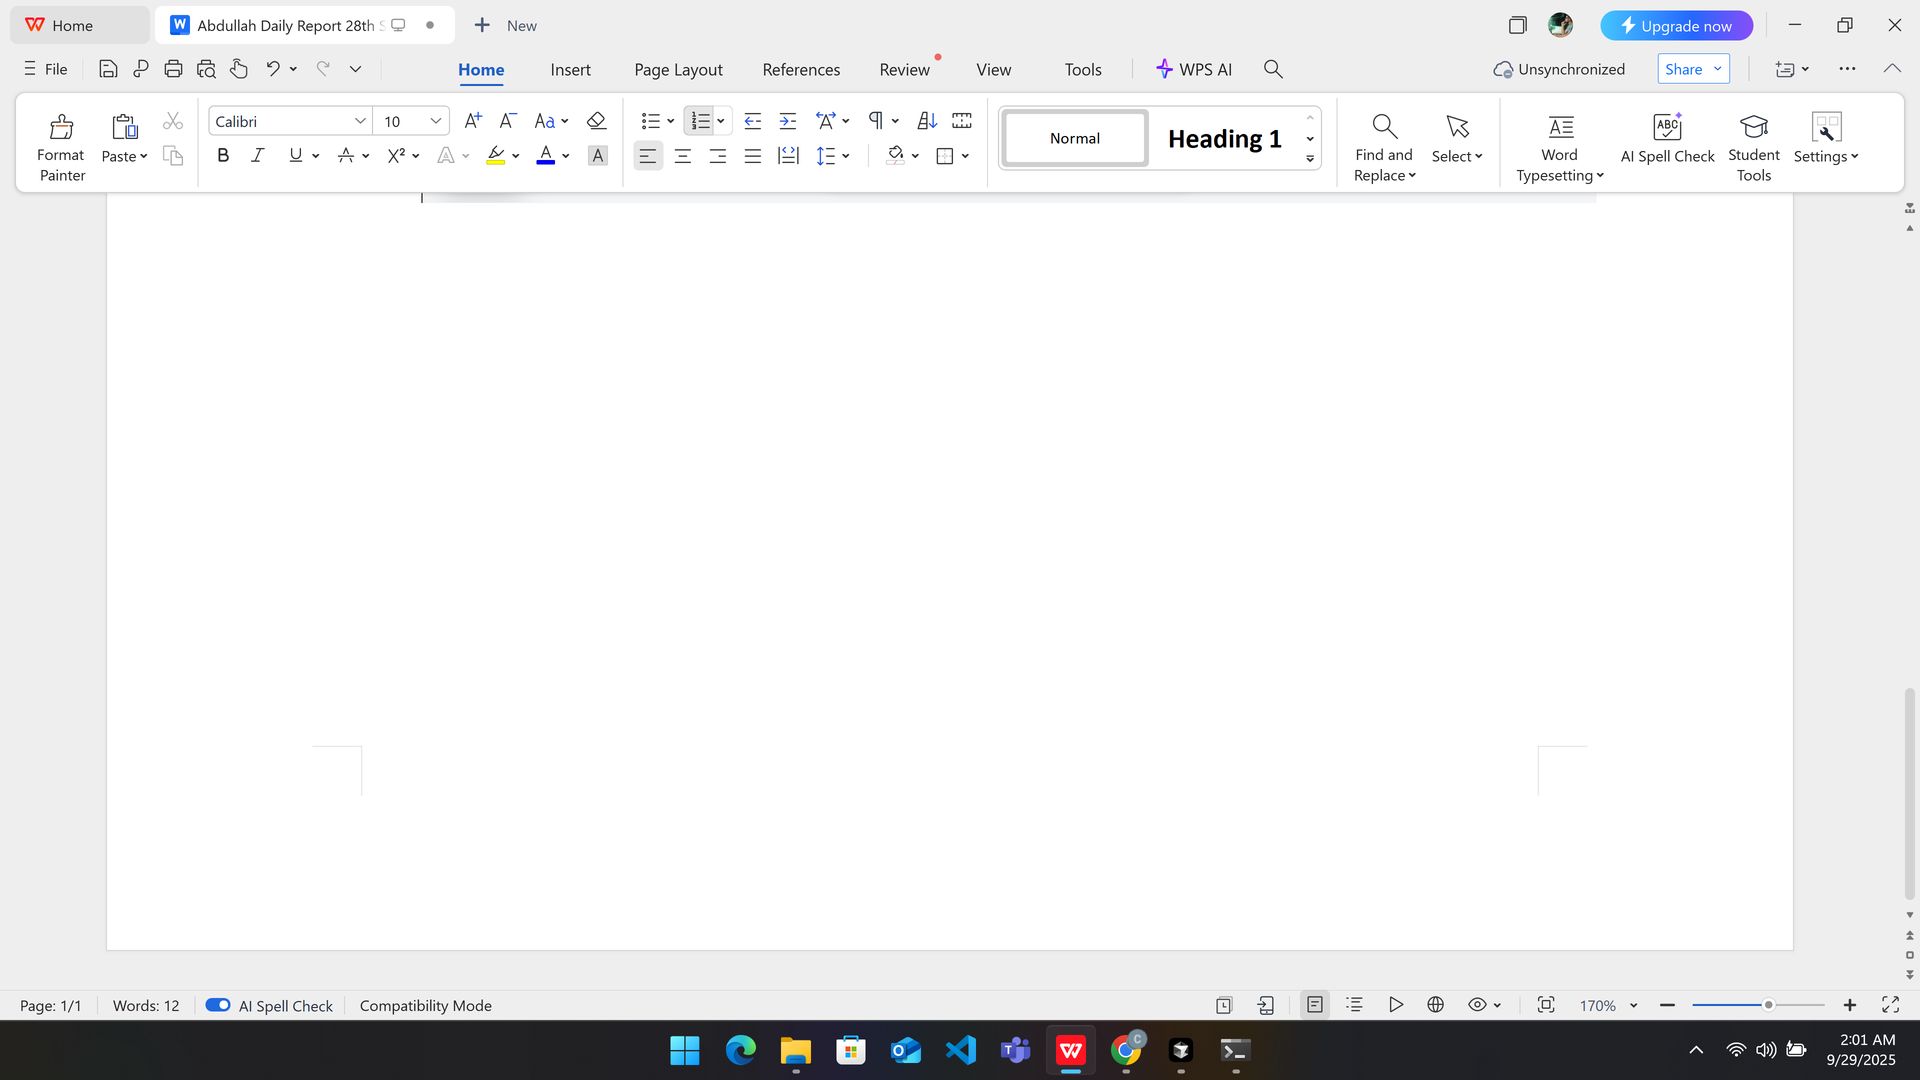 Home
Abdullah Daily Report 28th
New
Upgrade now
File
Home
Insert
Page Layout
References
Review
View
Tools
WPS AI
Unsynchronized
Share
Format
Painter
Paste
Calibri
10
Normal
Heading 1
Find and
Replace
Select
Word
Typesetting
AI Spell Check
Student
Tools
Settings
Page: 1/1
Words: 12
AI Spell Check
Compatibility Mode
170%
2:01 AM
9/29/2025